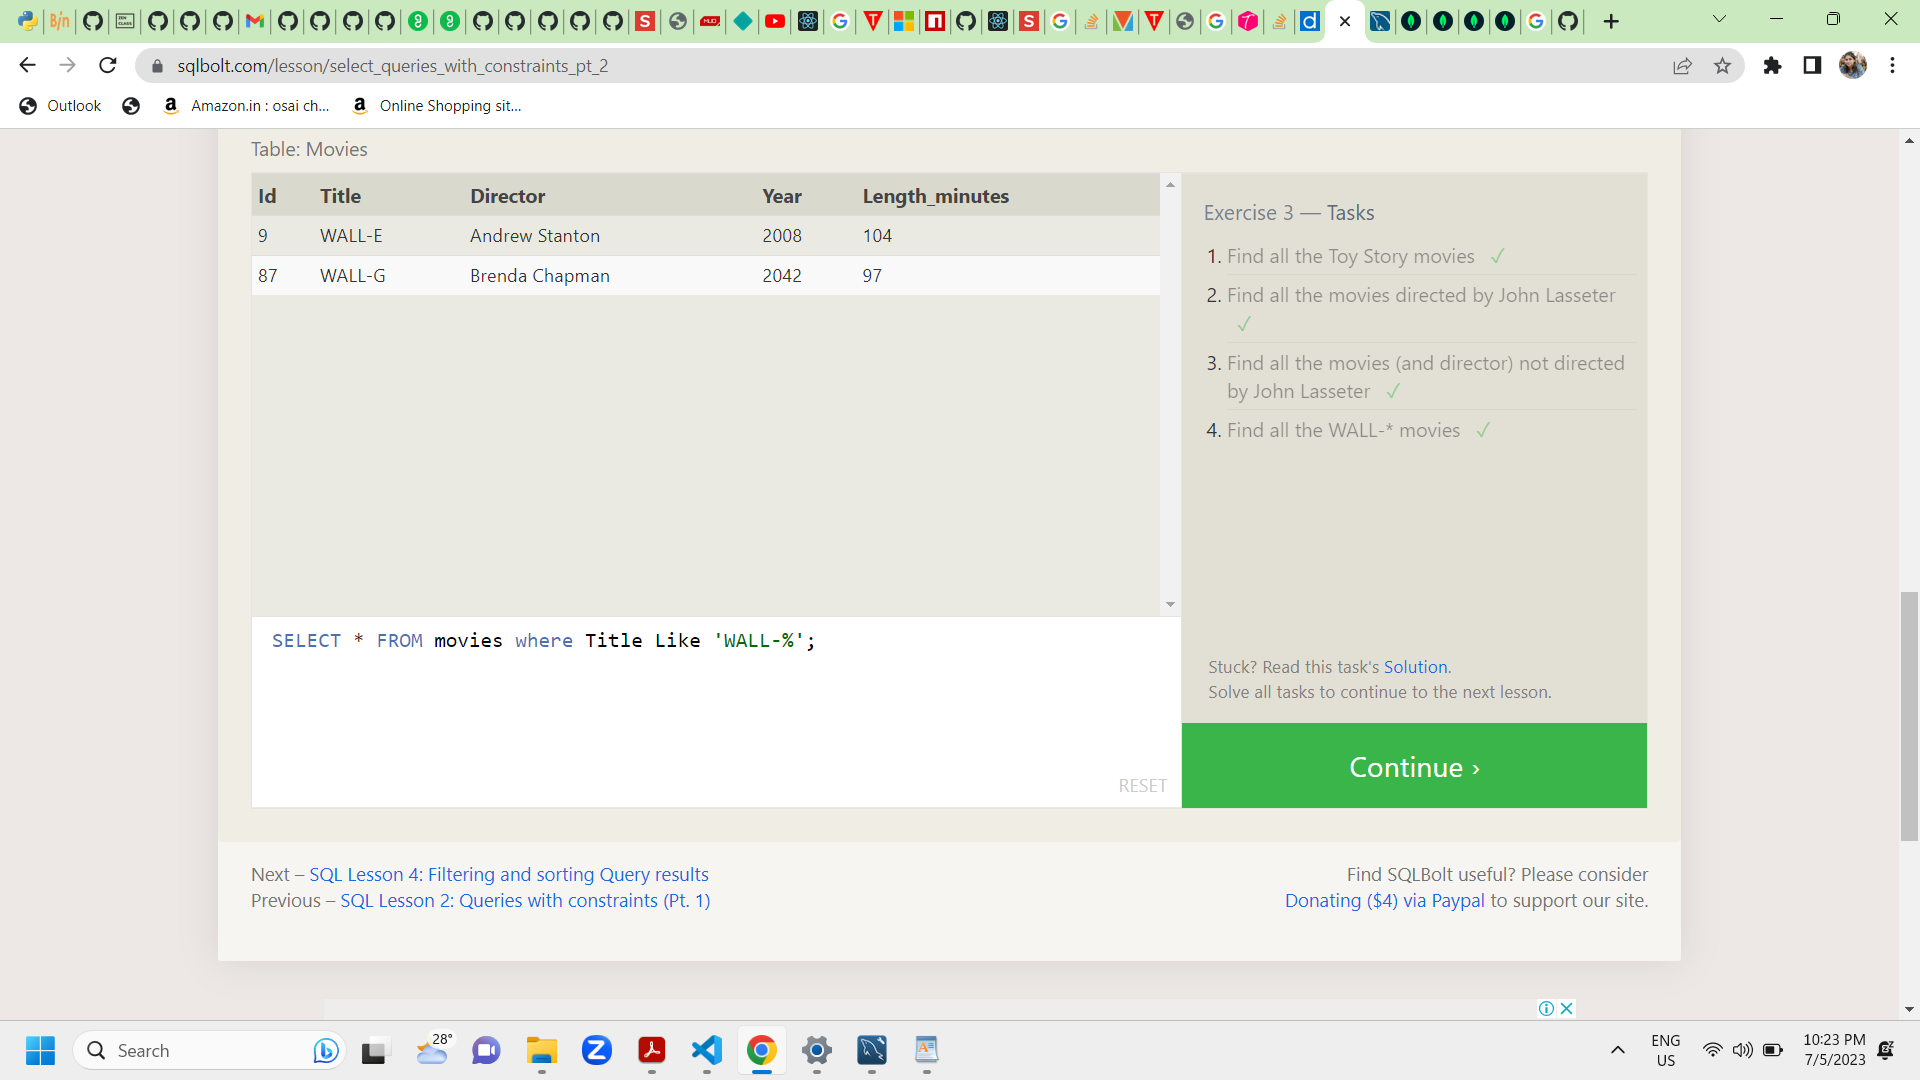 sqlbolt.com/lesson/select_queries_with_constraints_pt_2
Outlook
Amazon.in : osai ch...
Online Shopping sit...
Table: Movies
Id Title Director Year Length_minutes
9 WALL-E Andrew Stanton 2008 104
87 WALL-G Brenda Chapman 2042 97
SELECT * FROM movies where Title Like 'WALL-%';
RESET
Exercise 3 — Tasks
1. Find all the Toy Story movies ✓
2. Find all the movies directed by John Lasseter
✓
3. Find all the movies (and director) not directed
by John Lasseter ✓
4. Find all the WALL-* movies ✓
Stuck? Read this task's Solution.
Solve all tasks to continue to the next lesson.
Continue ›
Next – SQL Lesson 4: Filtering and sorting Query results
Previous – SQL Lesson 2: Queries with constraints (Pt. 1)
Find SQLBolt useful? Please consider
Donating ($4) via Paypal to support our site.
Search
28°
ENG
US
10:23 PM
7/5/2023